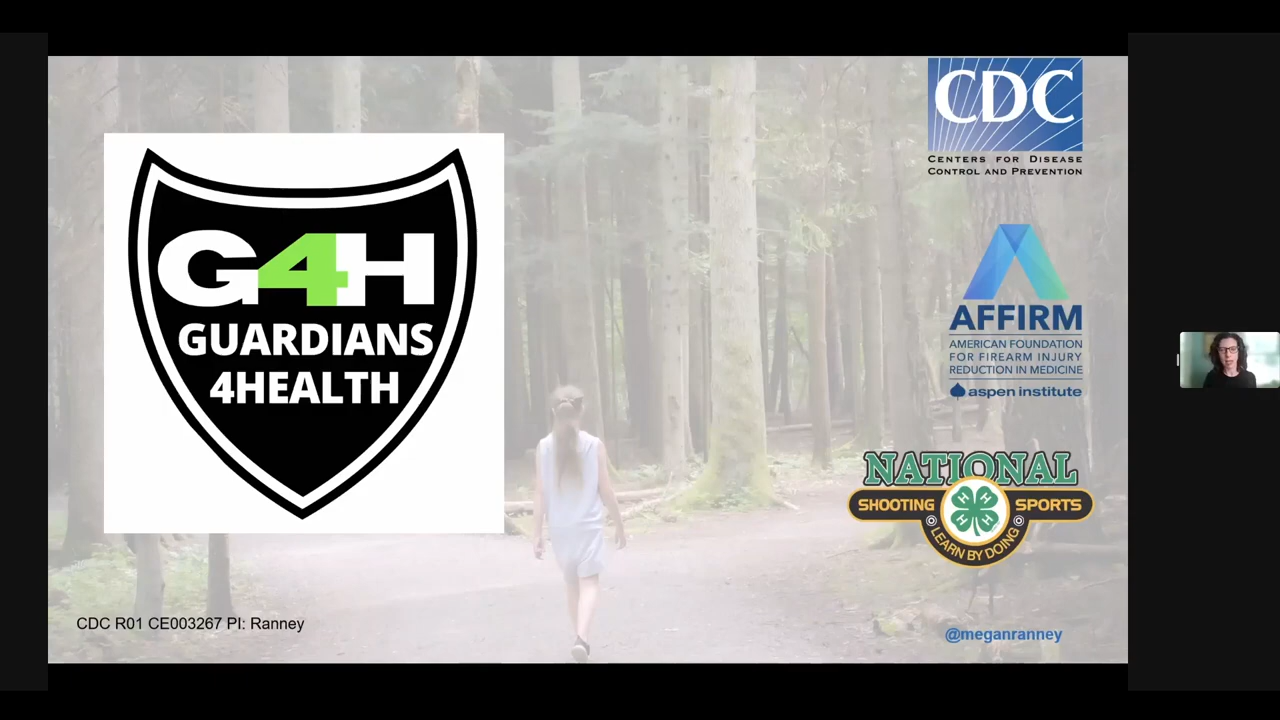 G4H
GUARDIANS
4HEALTH
CDC
CENTERS FOR DISEASE
CONTROL AND PREVENTION
AFFIRM
AMERICAN FOUNDATION
FOR FIREARM INJURY
REDUCTION IN MEDICINE
aspen institute
NATIONAL
SHOOTING SPORTS
H H H H
LEARN BY DOING
CDC R01 CE003267 PI: Ranney
@meganranney